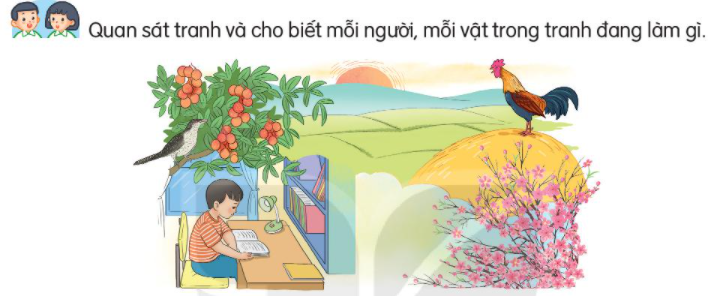 Quan sát tranh và cho biết mỗi người, mỗi vật trong tranh đang làm gì.